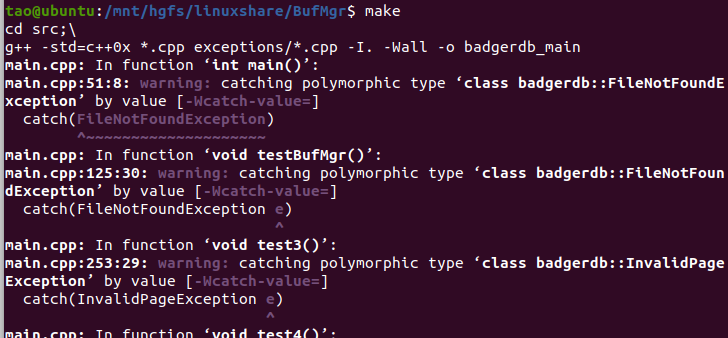 tao@ubuntu:/mnt/hgfs/linuxshare/BufMgr$ make
cd src;\
g++ -std=c++0x *.cpp exceptions/*.cpp -I. -Wall -o badgerdb_main
main.cpp: In function ‘int main()’:
main.cpp:51:8: warning: catching polymorphic type ‘class badgerdb::FileNotFoundE
xception’ by value [-Wcatch-value=]
catch(FileNotFoundException)
^~~~~~~~~~~~~~~~~~~~~
main.cpp: In function ‘void testBufMgr()’:
main.cpp:125:30: warning: catching polymorphic type ‘class badgerdb::FileNotFoun
dException’ by value [-Wcatch-value=]
catch(FileNotFoundException e)
^
main.cpp: In function ‘void test3()’:
main.cpp:253:29: warning: catching polymorphic type ‘class badgerdb::InvalidPage
Exception’ by value [-Wcatch-value=]
catch(InvalidPageException e)
^
main.cpp: In function ‘void test4()’: